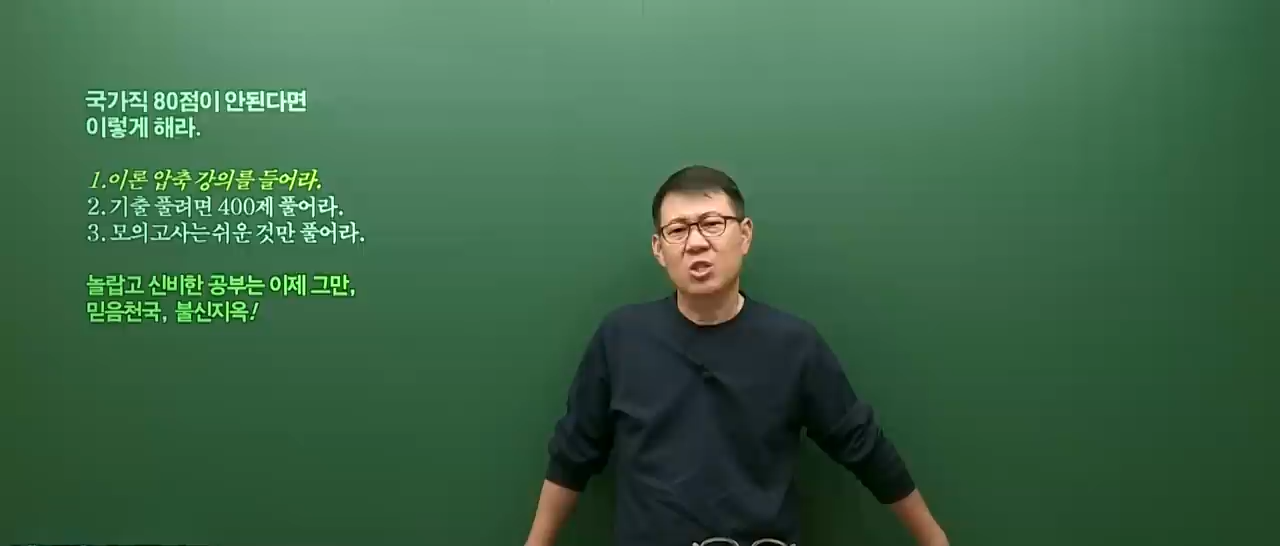 국가직 80점이 안된다면
이렇게 해라.
1.이론 압축 강의를 들어라.
2. 기출 풀려면 400제 풀어라.
3. 모의고사는 쉬운 것만 풀어라.
놀랍고 신비한 공부는 이제 그만,
믿음천국, 불신지옥!